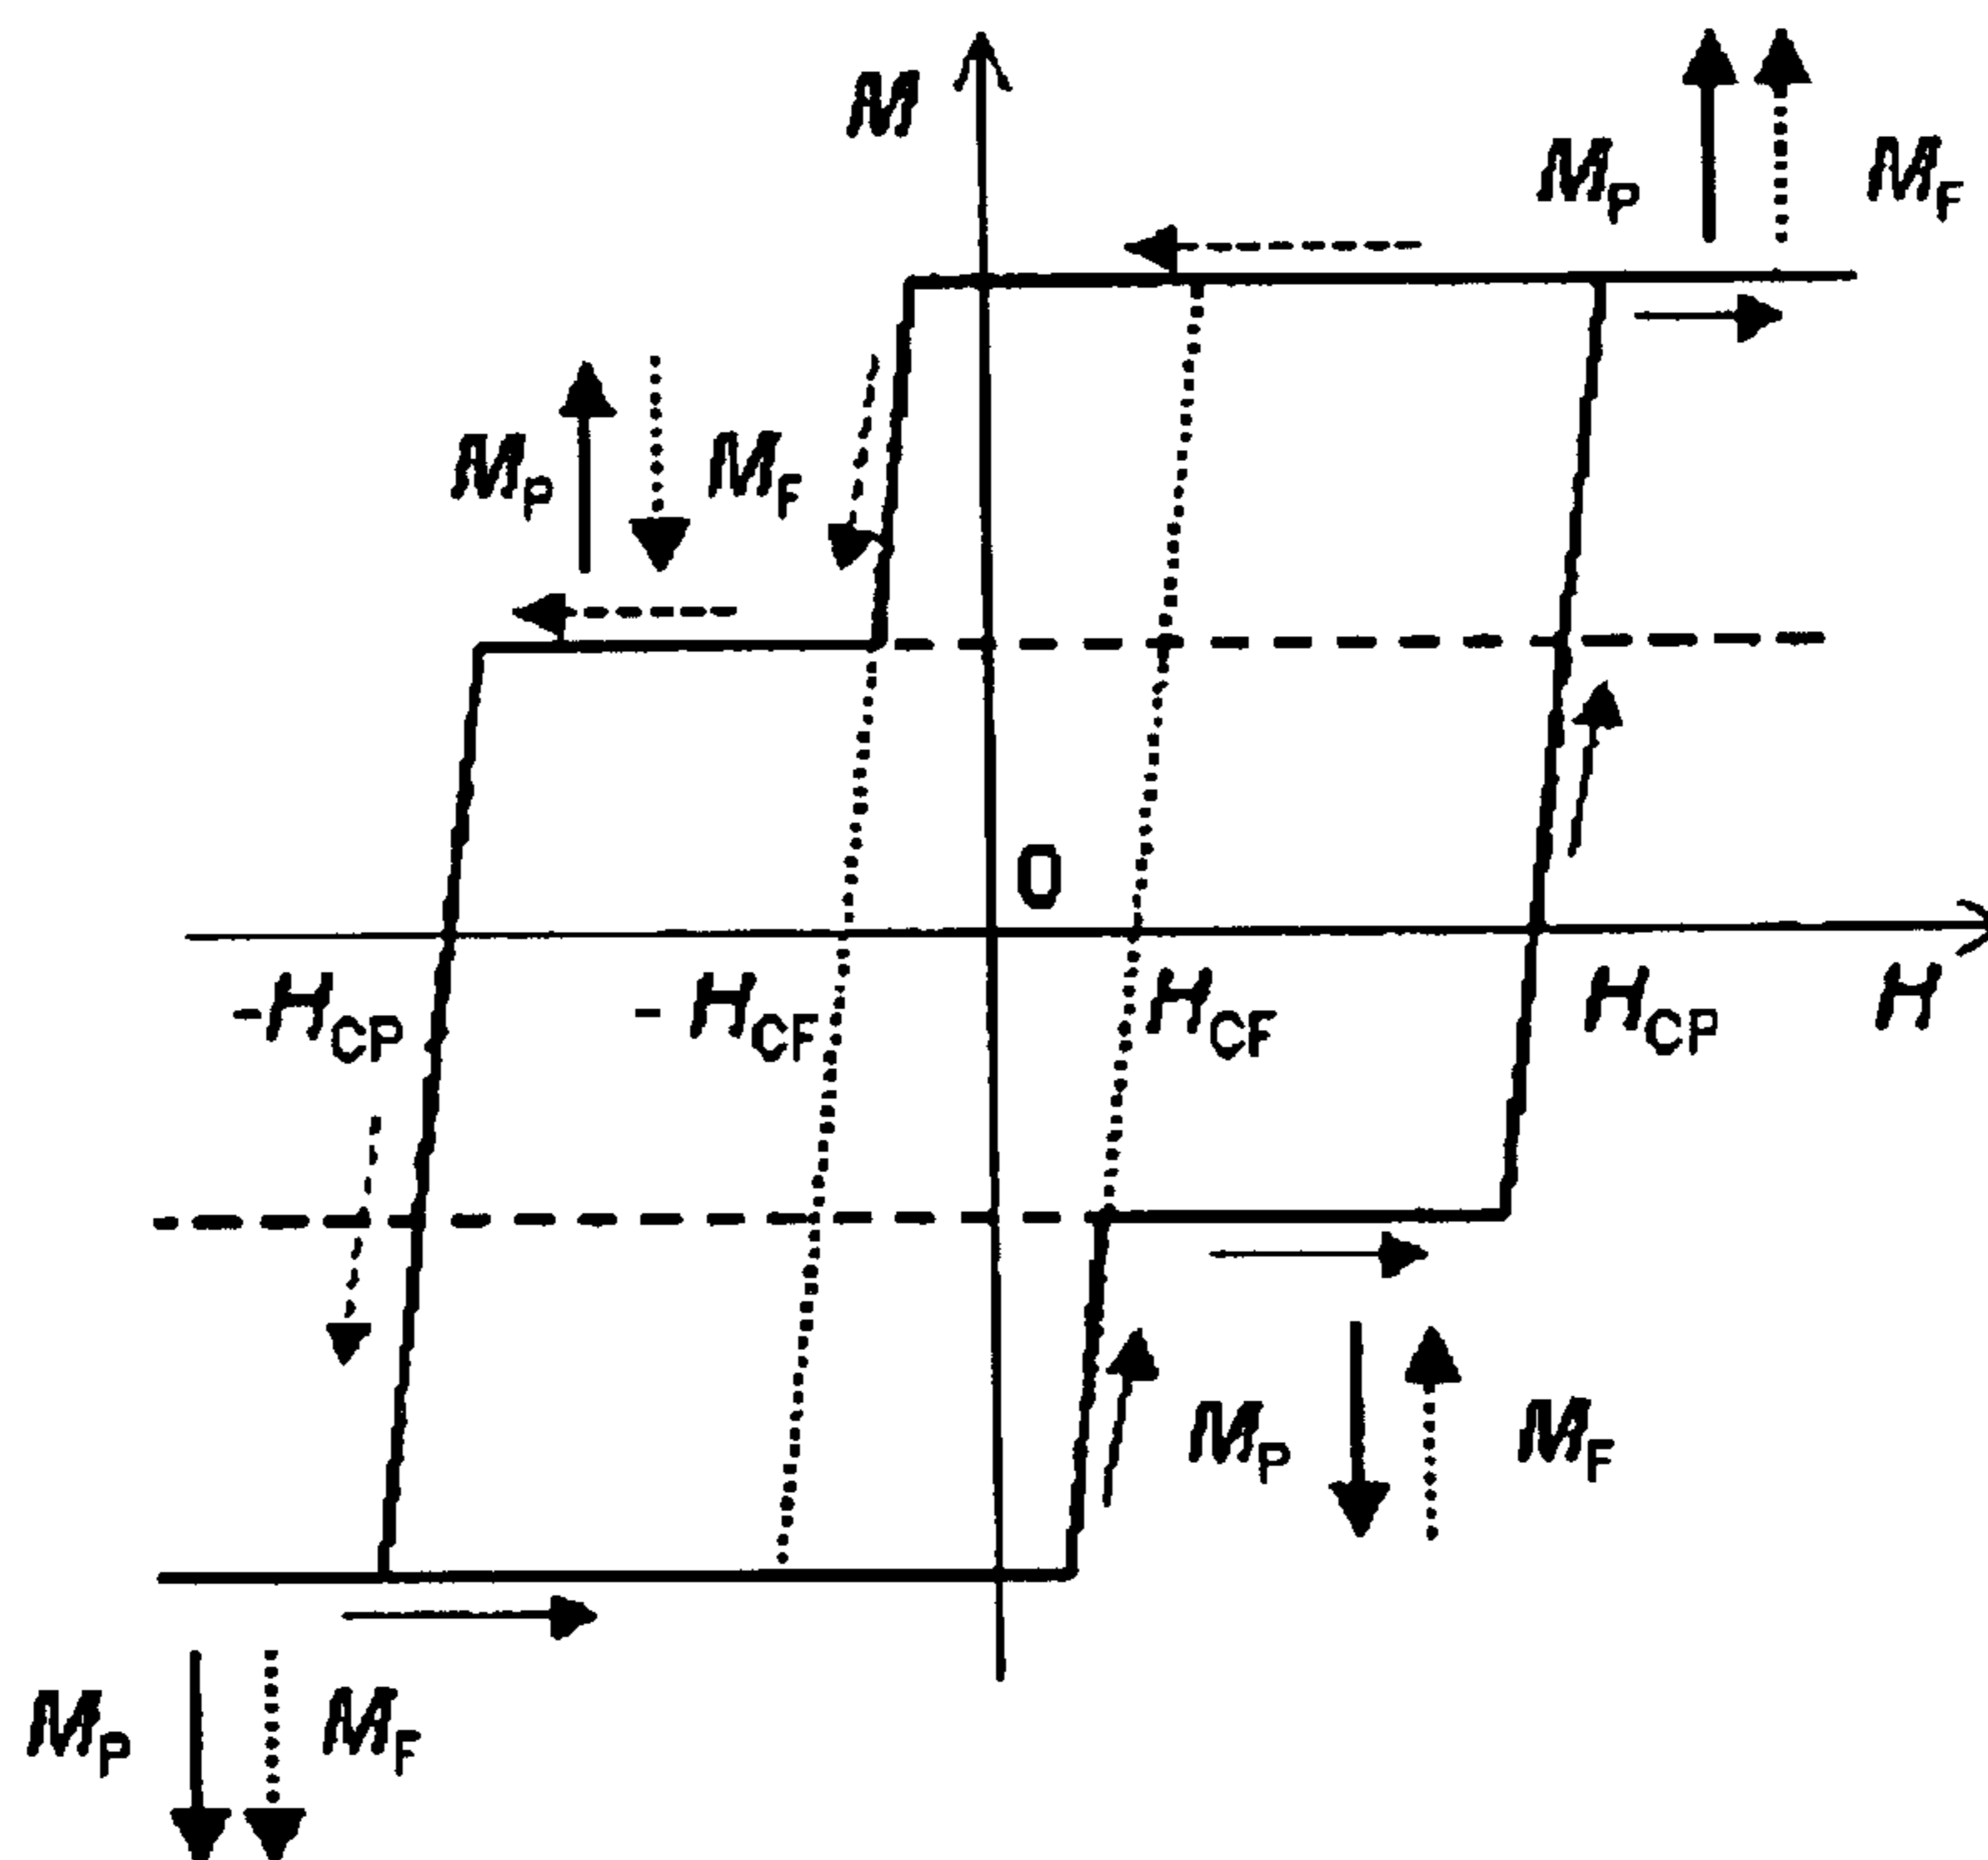 M
M_P M_F
M_P M_F
O
-H_CP - H_CF H_CF H_CP H
M_P M_F
M_P M_F